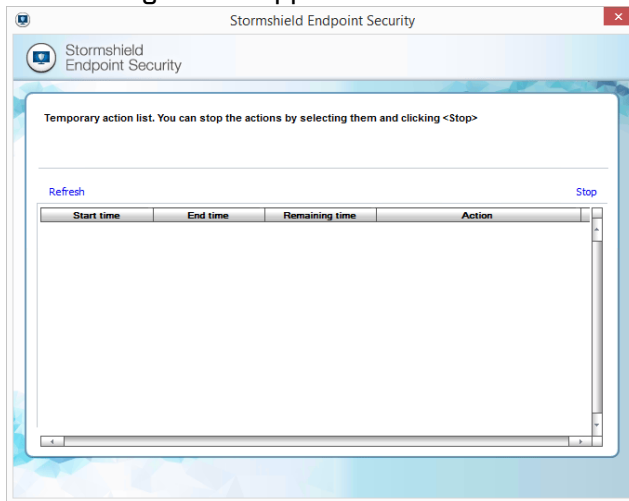 Stormshield Endpoint Security
Stormshield
Endpoint Security
Temporary action list. You can stop the actions by selecting them and clicking <Stop>
Refresh Stop
Start time End time Remaining time Action